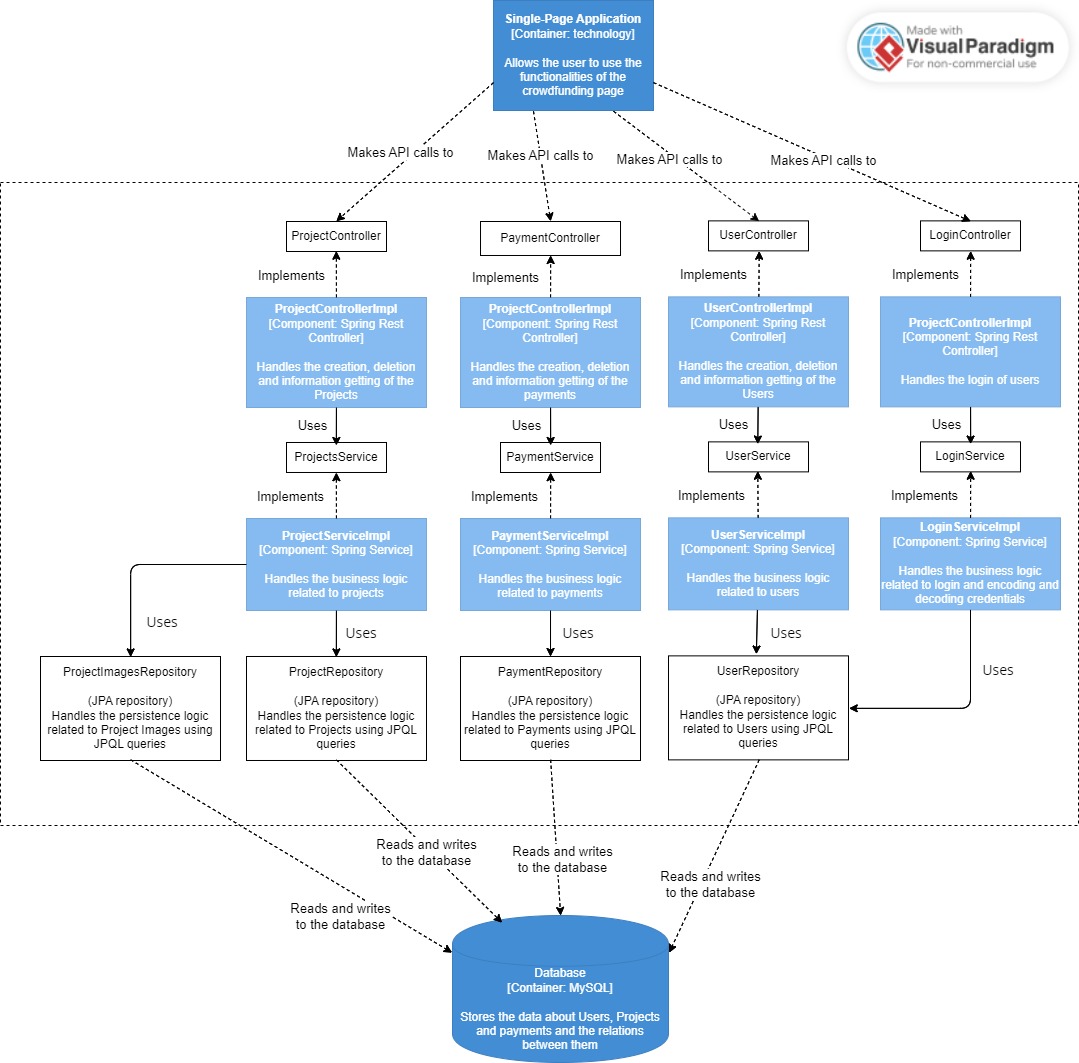 Single-Page Application
[Container: technology]
Allows the user to use the
functionalities of the
crowdfunding page
Made with
Visual Paradigm
For non-commercial use
Makes API calls to
Makes API calls to
Makes API calls to
Makes API calls to
ProjectController
PaymentController
UserController
LoginController
Implements
Implements
Implements
Implements
ProjectControllerImpl
[Component: Spring Rest
Controller]
Handles the creation, deletion
and information getting of the
Projects
ProjectControllerImpl
[Component: Spring Rest
Controller]
Handles the creation, deletion
and information getting of the
payments
UserControllerImpl
[Component: Spring Rest
Controller]
Handles the creation, deletion
and information getting of the
Users
ProjectControllerImpl
[Component: Spring Rest
Controller]
Handles the login of users
Uses
Uses
Uses
Uses
ProjectsService
PaymentService
UserService
LoginService
Implements
Implements
Implements
Implements
ProjectServiceImpl
[Component: Spring Service]
Handles the business logic
related to projects
PaymentServiceImpl
[Component: Spring Service]
Handles the business logic
related to payments
UserServiceImpl
[Component: Spring Service]
Handles the business logic
related to users
LoginServiceImpl
[Component: Spring Service]
Handles the business logic
related to login and encoding and
decoding credentials
Uses
Uses
Uses
Uses
Uses
ProjectImagesRepository
(JPA repository)
Handles the persistence logic
related to Project Images using
JPQL queries
ProjectRepository
(JPA repository)
Handles the persistence logic
related to Projects using JPQL
queries
PaymentRepository
(JPA repository)
Handles the persistence logic
related to Payments using JPQL
queries
UserRepository
(JPA repository)
Handles the persistence logic
related to Users using JPQL
queries
Reads and writes
to the database
Reads and writes
to the database
Reads and writes
to the database
Reads and writes
to the database
Database
[Container: MySQL]
Stores the data about Users, Projects
and payments and the relations
between them